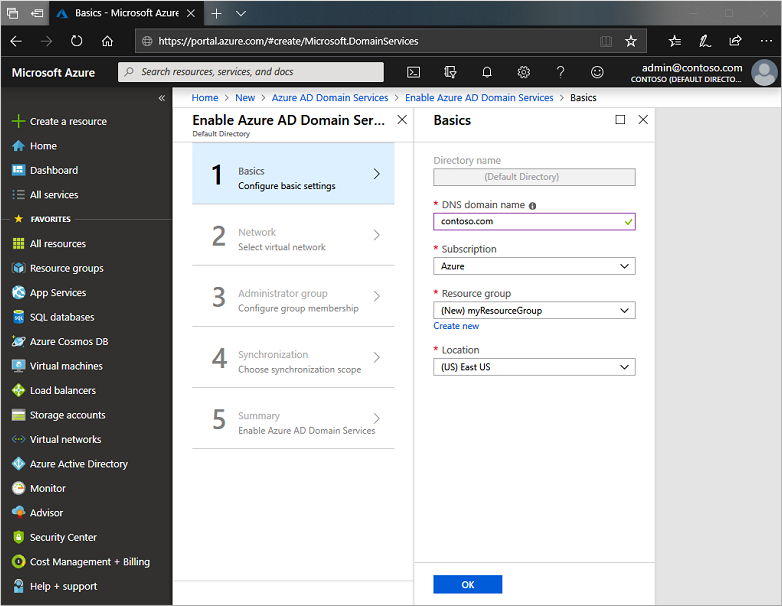 Basics - Microsoft Azure
https://portal.azure.com/#create/Microsoft.DomainServices
Microsoft Azure
Search resources, services, and docs
admin@contoso.com
CONTOSO (DEFAULT DIRECTO...
Create a resource
Home
Dashboard
All services
FAVORITES
All resources
Resource groups
App Services
SQL databases
Azure Cosmos DB
Virtual machines
Load balancers
Storage accounts
Virtual networks
Azure Active Directory
Monitor
Advisor
Security Center
Cost Management + Billing
Help + support
Home > New > Azure AD Domain Services > Enable Azure AD Domain Services > Basics
Enable Azure AD Domain Ser...
Default Directory
1 Basics
Configure basic settings
2 Network
Select virtual network
3 Administrator group
Configure group membership
4 Synchronization
Choose synchronization scope
5 Summary
Enable Azure AD Domain Services
Basics
Directory name
(Default Directory)
* DNS domain name
contoso.com
* Subscription
Azure
* Resource group
(New) myResourceGroup
Create new
* Location
(US) East US
OK